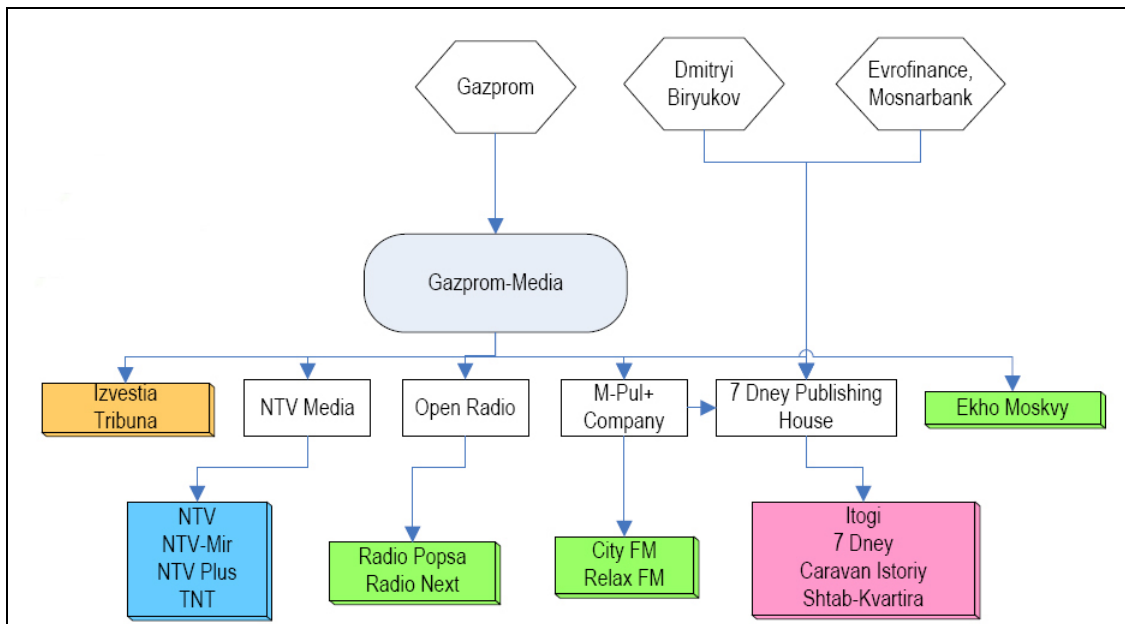 Gazprom
Dmitryi
Biryukov
Evrofinance,
Mosnarbank
Gazprom-Media
Izvestia
Tribuna
NTV Media
Open Radio
M-Pul+
Company
7 Dney Publishing
House
Ekho Moskvy
NTV
NTV-Mir
NTV Plus
TNT
Radio Popsa
Radio Next
City FM
Relax FM
Itogi
7 Dney
Caravan Istoriy
Shtab-Kvartira